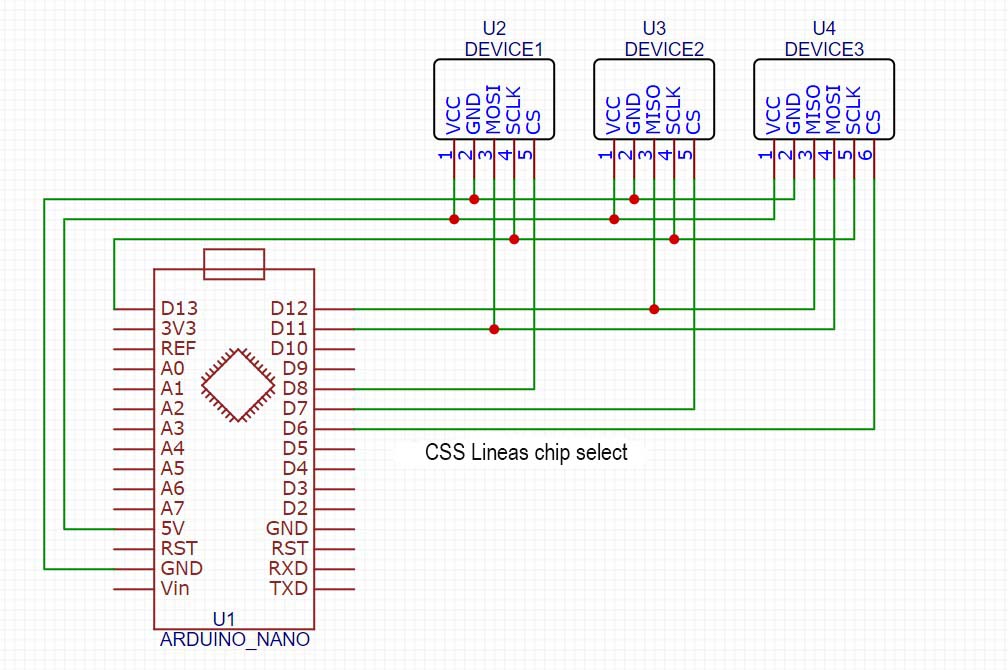 U2
DEVICE1
U3
DEVICE2
U4
DEVICE3
VCC
GND
MOSI
SCLK
CS
VCC
GND
MISO
SCLK
CS
VCC
GND
MISO
MOSI
SCLK
CS
1 2 3 4 5
1 2 3 4 5
1 2 3 4 5 6
D13 D12
3V3 D11
REF D10
A0 D9
A1 D8
A2 D7
A3 D6
A4 D5
A5 D4
A6 D3
A7 D2
5V GND
RST RST
GND RXD
Vin TXD
CSS Lineas chip select
U1
ARDUINO_NANO